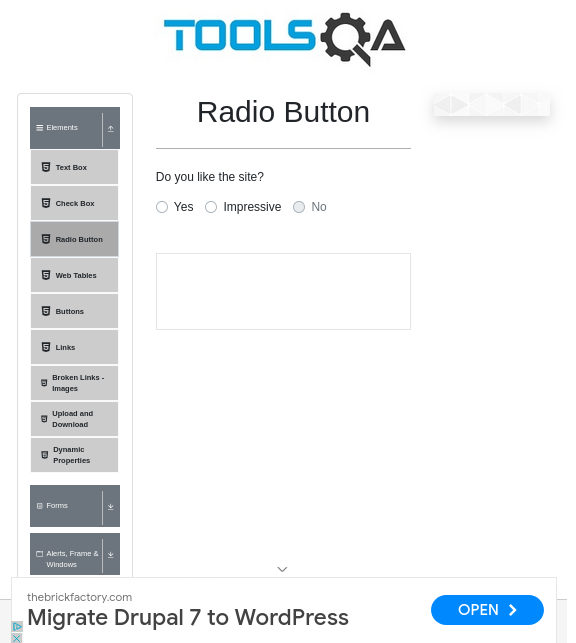 TOOLSQA
Radio Button
Elements
Text Box
Check Box
Radio Button
Web Tables
Buttons
Links
Broken Links -
Images
Upload and
Download
Dynamic
Properties
Forms
Alerts, Frame &
Windows
Do you like the site?
Yes Impressive No
thebrickfactory.com
Migrate Drupal 7 to WordPress
OPEN